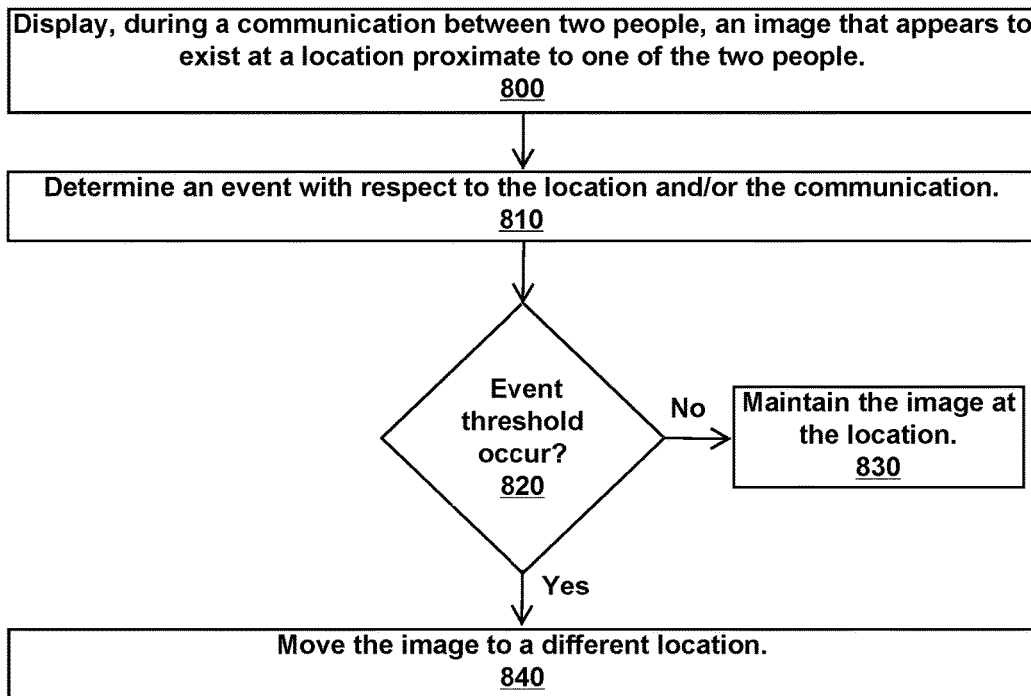 Display, during a communication between two people, an image that appears to
exist at a location proximate to one of the two people.
800
Determine an event with respect to the location and/or the communication.
810
Event
threshold
occur?
820
No
Maintain the image at
the location.
830
Yes
Move the image to a different location.
840